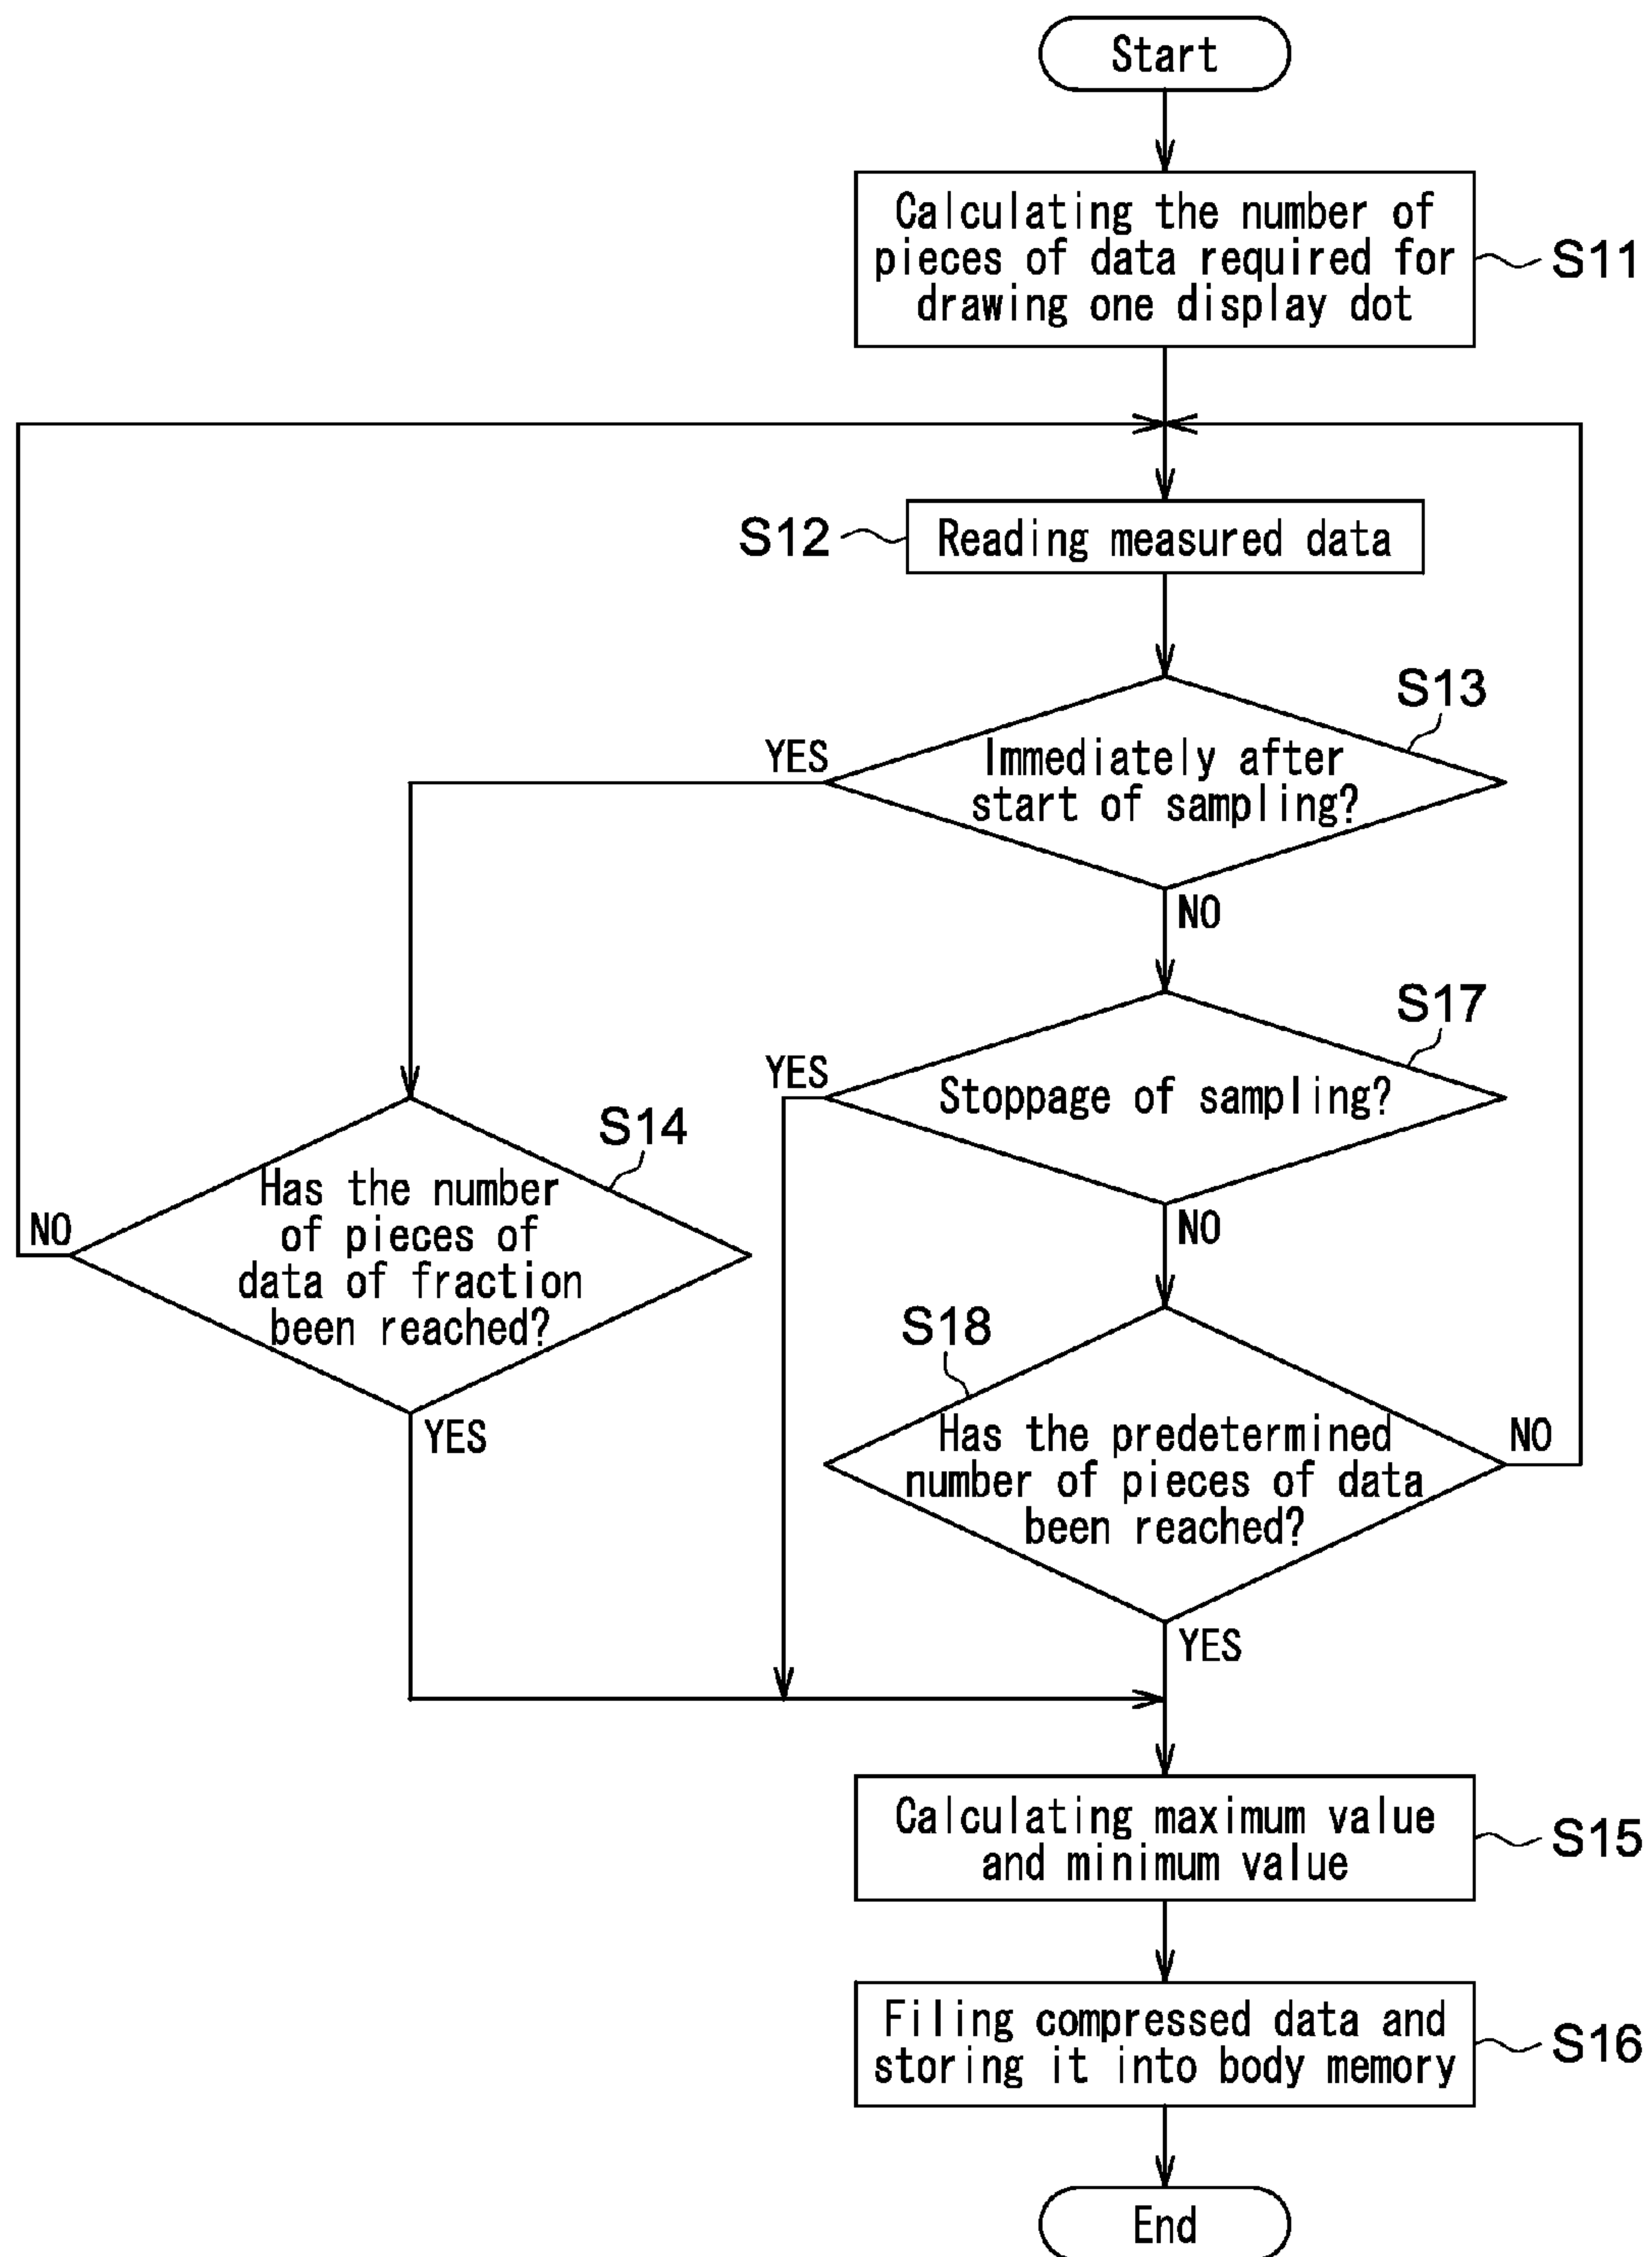 Start
Calculating the number of
pieces of data required for
drawing one display dot
S11
S12
Reading measured data
S13
YES
Immediately after
start of sampling?
NO
S17
YES
Stoppage of sampling?
NO
S14
NO
Has the number
of pieces of
data of fraction
been reached?
YES
S18
Has the predetermined
number of pieces of data
been reached?
NO
YES
Calculating maximum value
and minimum value
S15
Filing compressed data and
storing it into body memory
S16
End